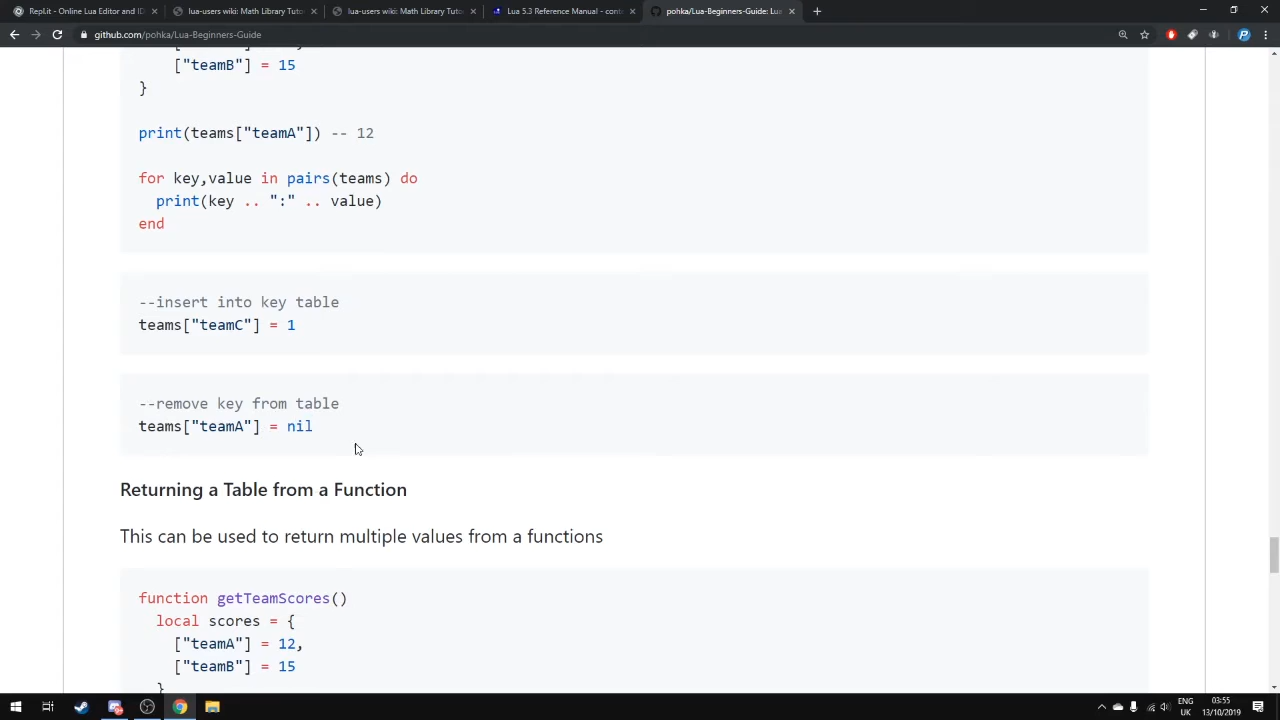 Repl.it - Online Lua Editor and ID
lua-users wiki: Math Library Tuto
lua-users wiki: Math Library Tuto
Lua 5.3 Reference Manual - cont
pohka/Lua-Beginners-Guide: Lu
github.com/pohka/Lua-Beginners-Guide
["teamB"] = 15
}
print(teams["teamA"]) -- 12
for key,value in pairs(teams) do
print(key .. ":" .. value)
end
--insert into key table
teams["teamC"] = 1
--remove key from table
teams["teamA"] = nil
Returning a Table from a Function
This can be used to return multiple values from a functions
function getTeamScores()
local scores = {
["teamA"] = 12,
["teamB"] = 15
}
ENG
UK
03:55
13/10/2019